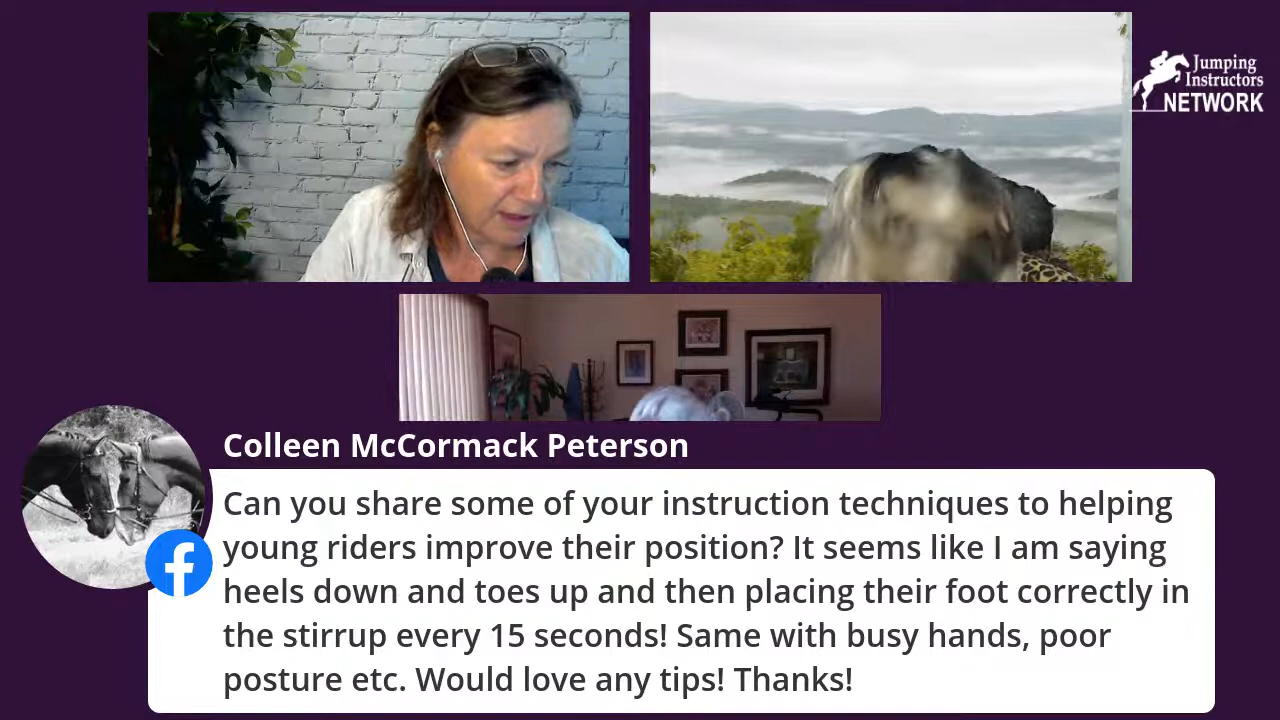 Jumping
Instructors
NETWORK
Colleen McCormack Peterson
Can you share some of your instruction techniques to helping
young riders improve their position? It seems like I am saying
heels down and toes up and then placing their foot correctly in
the stirrup every 15 seconds! Same with busy hands, poor
posture etc. Would love any tips! Thanks!